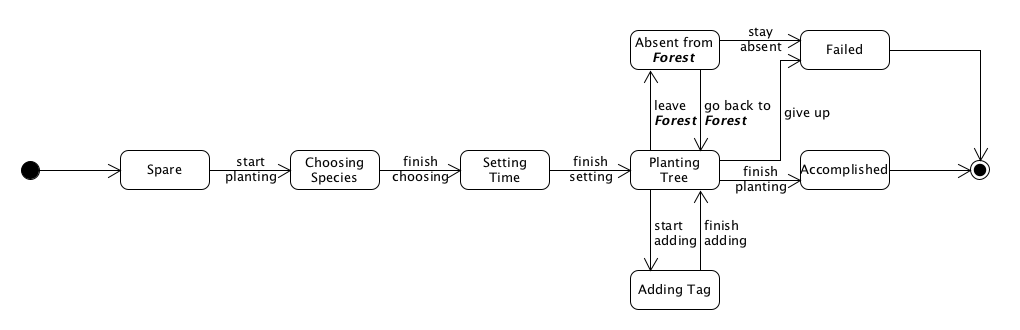 Absent from
Forest
stay
absent
Failed
leave
Forest
go back to
Forest
give up
Spare
start
planting
Choosing
Species
finish
choosing
Setting
Time
finish
setting
Planting
Tree
finish
planting
Accomplished
start
adding
finish
adding
Adding Tag